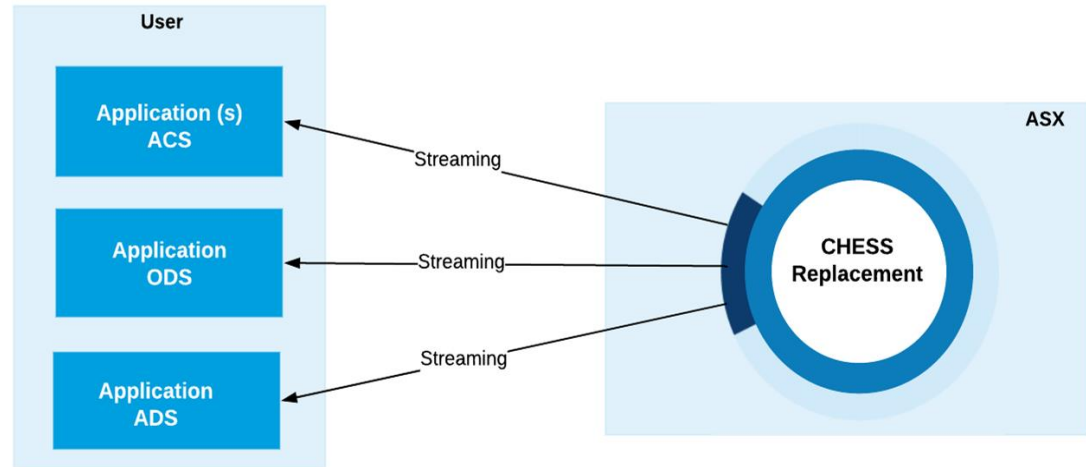 User
Application (s)
ACS
Streaming
ASX
Application
ODS
Streaming
CHESS
Replacement
Application
ADS
Streaming